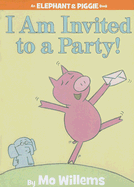 An ELEPHANT & PIGGIE Book
I Am Invited
to a Party!
By Mo Willems